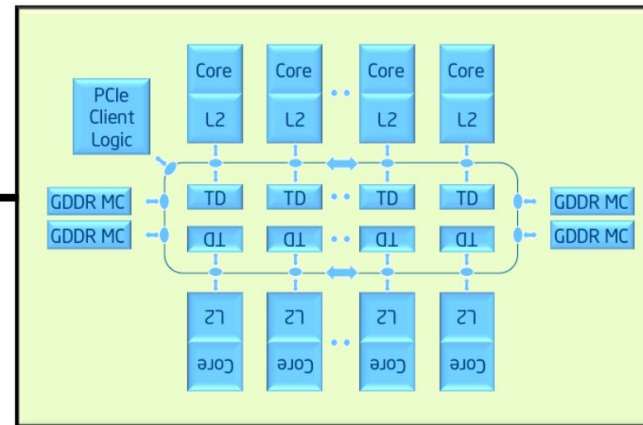 Core Core Core Core
L2 L2 L2 L2
PCIe
Client
Logic
TD TD TD TD
GDDR MC GDDR MC
GDDR MC GDDR MC
TD TD TD TD
L2 L2 L2 L2
Core Core Core Core